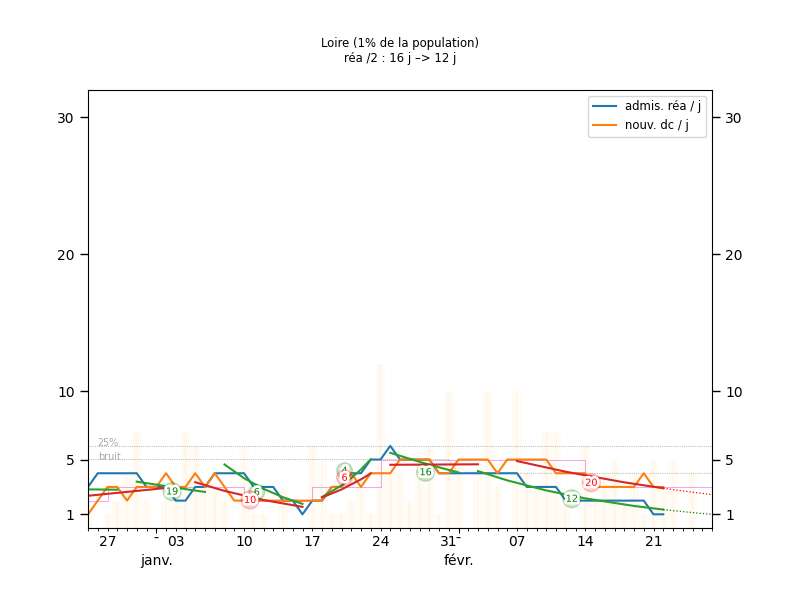 Loire (1% de la population)
réa /2 : 16 j –> 12 j
admis. réa / j
nouv. dc / j
30 30
20 20
10 10
25%
bruit
5 5
4
6
19
6
10
16
20
12
1 1
27 03 10 17 24 31 07 14 21
janv. févr.